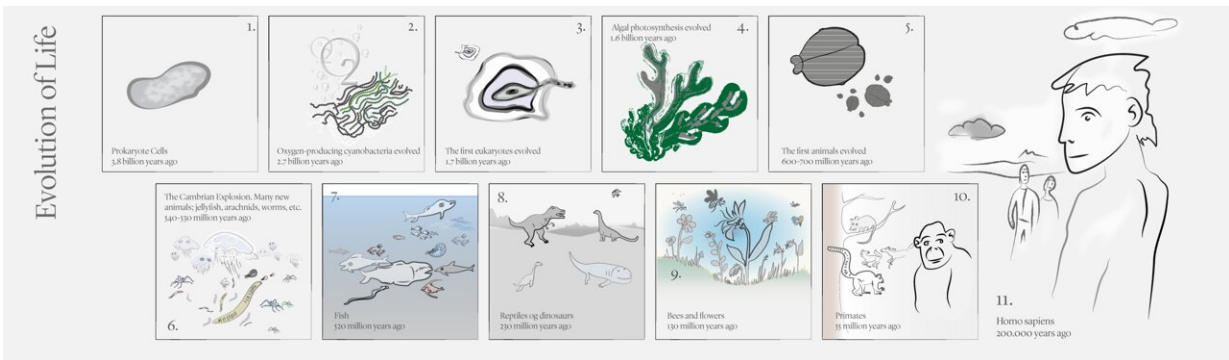 Evolution of Life
1.
Prokaryote Cells
3.8 billion years ago
2.
O2
Oxygen-producing cyanobacteria evolved
2.7 billion years ago
3.
The first eukaryotes evolved
1.7 billion years ago
Algal photosynthesis evolved
1.6 billion years ago
4.
5.
The first animals evolved
600-700 million years ago
The Cambrian Explosion. Many new
animals; jellyfish, arachnids, worms, etc.
540-530 million years ago
6.
7.
Fish
520 million years ago
8.
Reptiles og dinosaurs
230 million years ago
9.
Bees and flowers
130 million years ago
10.
Primates
55 million years ago
11.
Homo sapiens
200.000 years ago